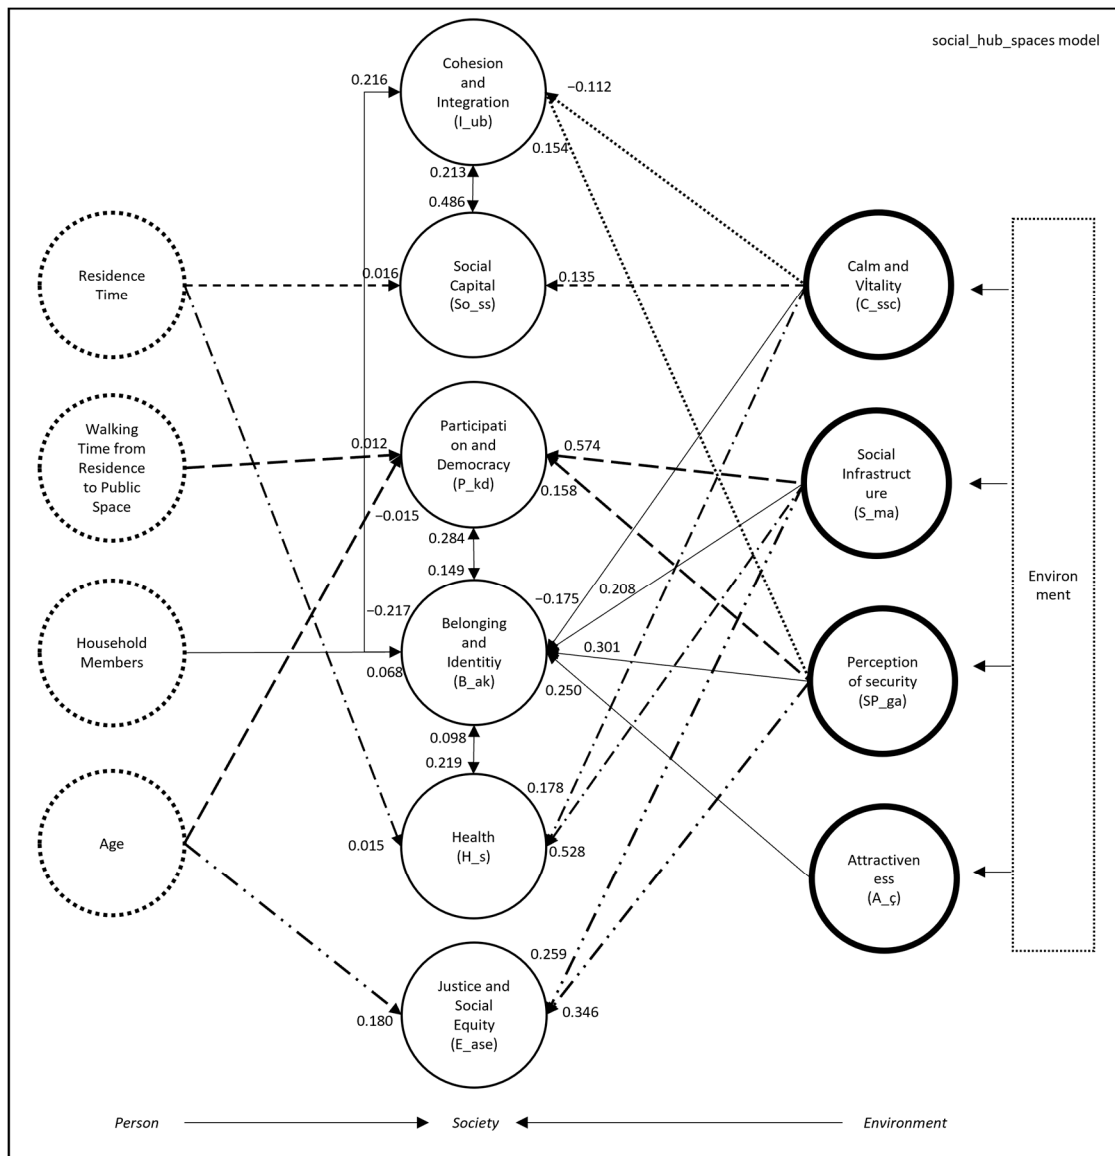 social_hub_spaces model
Cohesion
and
Integration
(I_ub)
0.216
−0.112
0.154
0.213
0.486
Residence
Time
0.016
Social
Capital
(So_ss)
0.135
Calm and
Vİtality
(C_ssc)
Walking
Time from
Residence
to Public
Space
0.012
−0.015
Participati
on and
Democracy
(P_kd)
0.574
0.158
Social
Infrastruct
ure
(S_ma)
0.284
0.149
Environ
ment
Household
Members
−0.217
0.068
Belonging
and
Identitiy
(B_ak)
−0.175
0.208
0.301
0.250
Perception
of security
(SP_ga)
0.098
0.219
Age
0.015
Health
(H_s)
0.178
0.528
Attractiven
ess
(A_ç)
0.180
Justice and
Social
Equity
(E_ase)
0.259
0.346
Person
Society
Environment